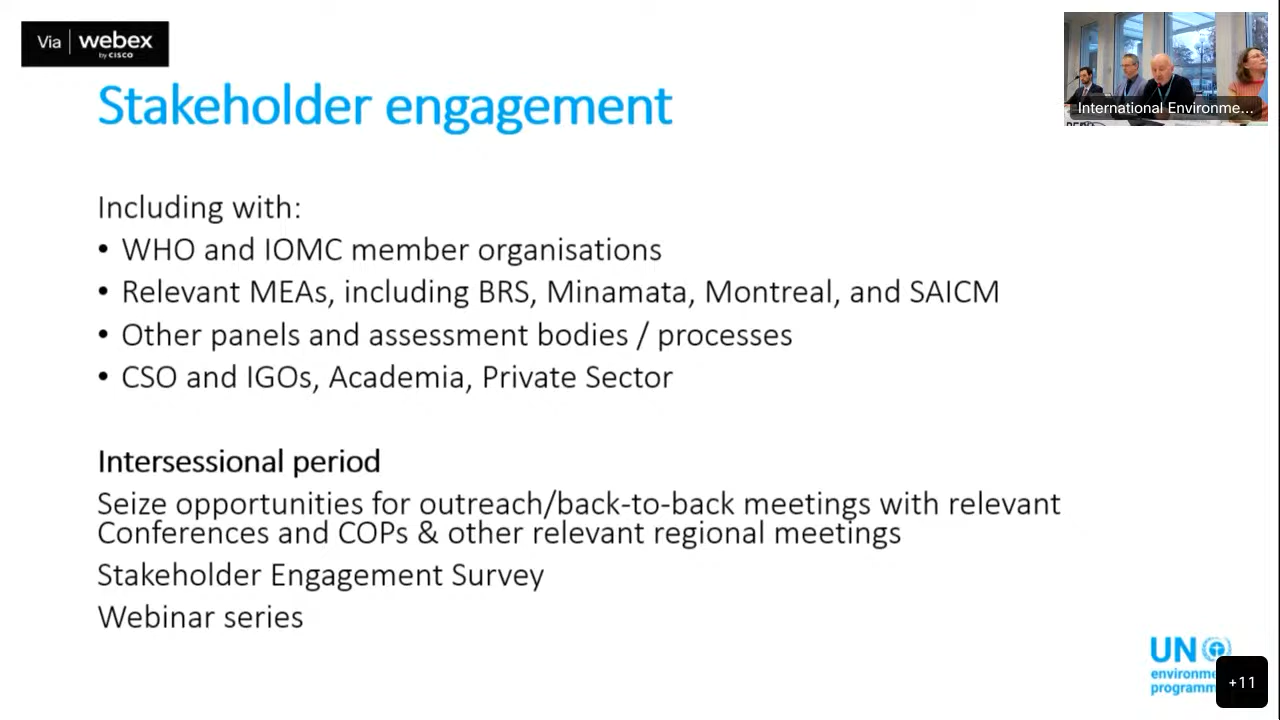 Via webex
by CISCO
Stakeholder engagement
International Environme...
Including with:
• WHO and IOMC member organisations
• Relevant MEAs, including BRS, Minamata, Montreal, and SAICM
• Other panels and assessment bodies / processes
• CSO and IGOs, Academia, Private Sector
Intersessional period
Seize opportunities for outreach/back-to-back meetings with relevant
Conferences and COPs & other relevant regional meetings
Stakeholder Engagement Survey
Webinar series
UN
environme
programm
+11